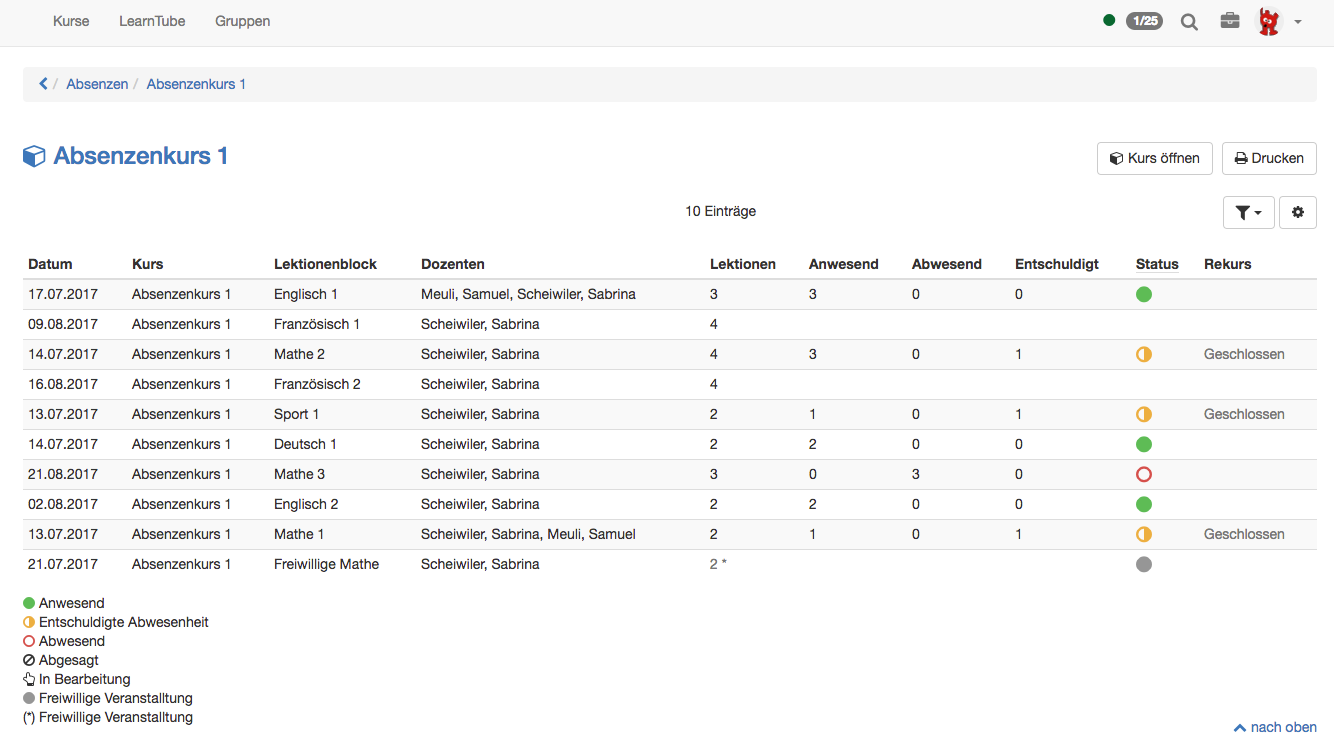 Kurse LearnTube Gruppen 1/25
/ Absenzen / Absenzenkurs 1
Absenzenkurs 1
Kurs öffnen Drucken
10 Einträge
Datum Kurs Lektionenblock Dozenten Lektionen Anwesend Abwesend Entschuldigt Status Rekurs
17.07.2017 Absenzenkurs 1 Englisch 1 Meuli, Samuel, Scheiwiler, Sabrina 3 3 0 0
09.08.2017 Absenzenkurs 1 Französisch 1 Scheiwiler, Sabrina 4
14.07.2017 Absenzenkurs 1 Mathe 2 Scheiwiler, Sabrina 4 3 0 1 Geschlossen
16.08.2017 Absenzenkurs 1 Französisch 2 Scheiwiler, Sabrina 4
13.07.2017 Absenzenkurs 1 Sport 1 Scheiwiler, Sabrina 2 1 0 1 Geschlossen
14.07.2017 Absenzenkurs 1 Deutsch 1 Scheiwiler, Sabrina 2 2 0 0
21.08.2017 Absenzenkurs 1 Mathe 3 Scheiwiler, Sabrina 3 0 3 0
02.08.2017 Absenzenkurs 1 Englisch 2 Scheiwiler, Sabrina 2 2 0 0
13.07.2017 Absenzenkurs 1 Mathe 1 Scheiwiler, Sabrina, Meuli, Samuel 2 1 0 1 Geschlossen
21.07.2017 Absenzenkurs 1 Freiwillige Mathe Scheiwiler, Sabrina 2 *
Anwesend
Entschuldigte Abwesenheit
Abwesend
Abgesagt
In Bearbeitung
Freiwillige Veranstalltung
(*) Freiwillige Veranstalltung
nach oben